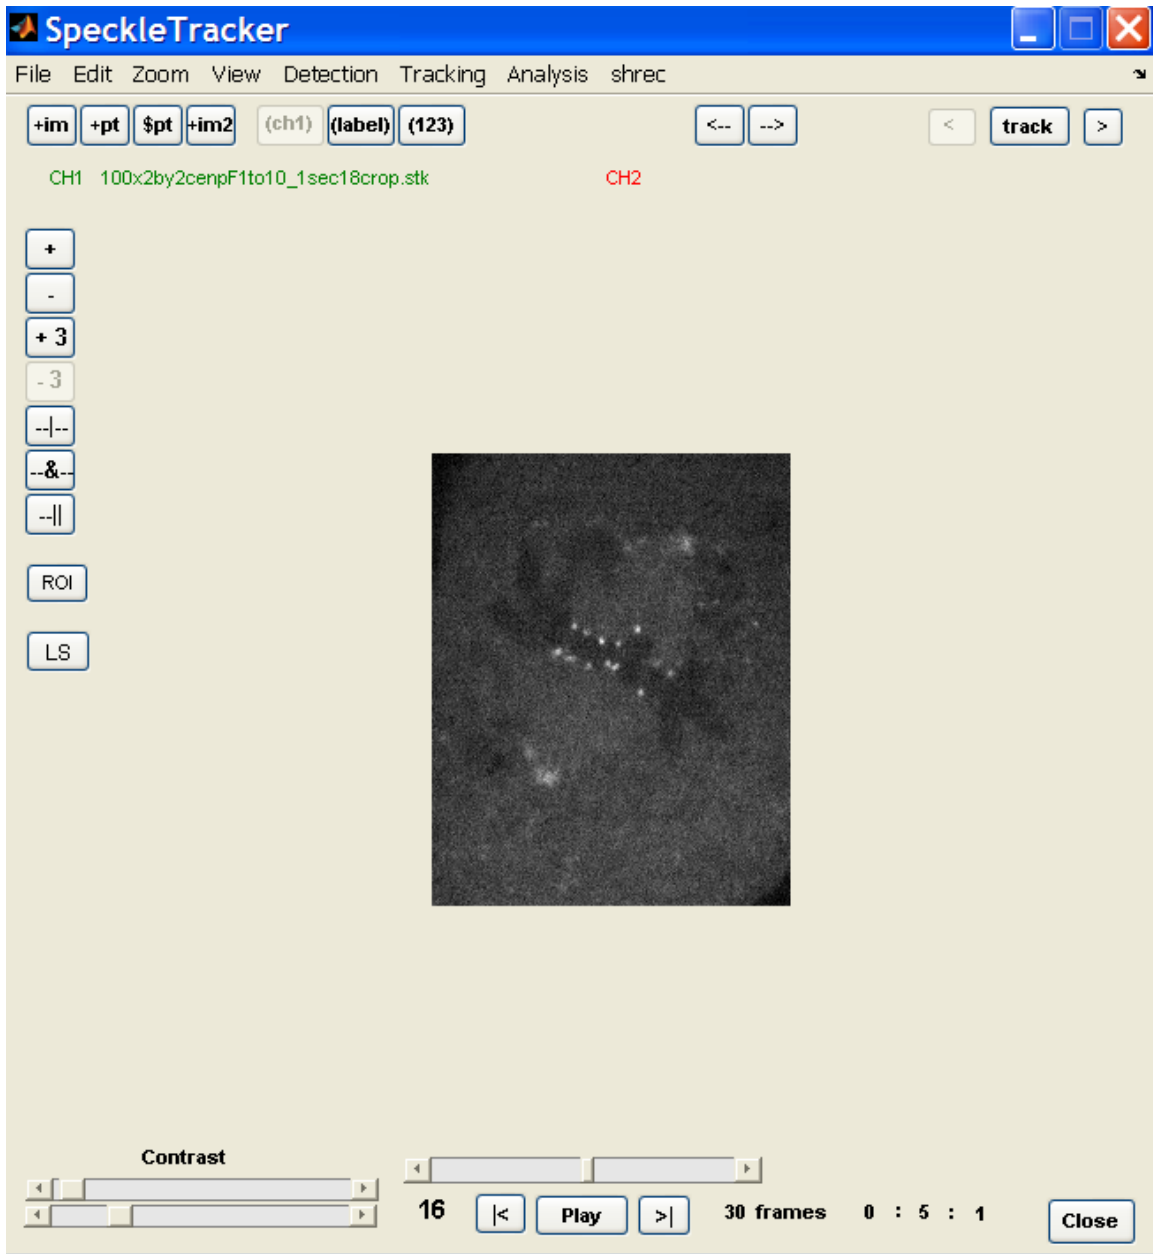 SpeckleTracker
File Edit Zoom View Detection Tracking Analysis shrec
+im +pt $pt +im2 (ch1) (label) (123) <-- --> < track >
CH1 100x2by2cenpF1to10_1sec18crop.stk CH2
+
-
+ 3
- 3
--|--
--&--
--||
ROI
LS
Contrast
16 |< Play >| 30 frames 0 : 5 : 1 Close